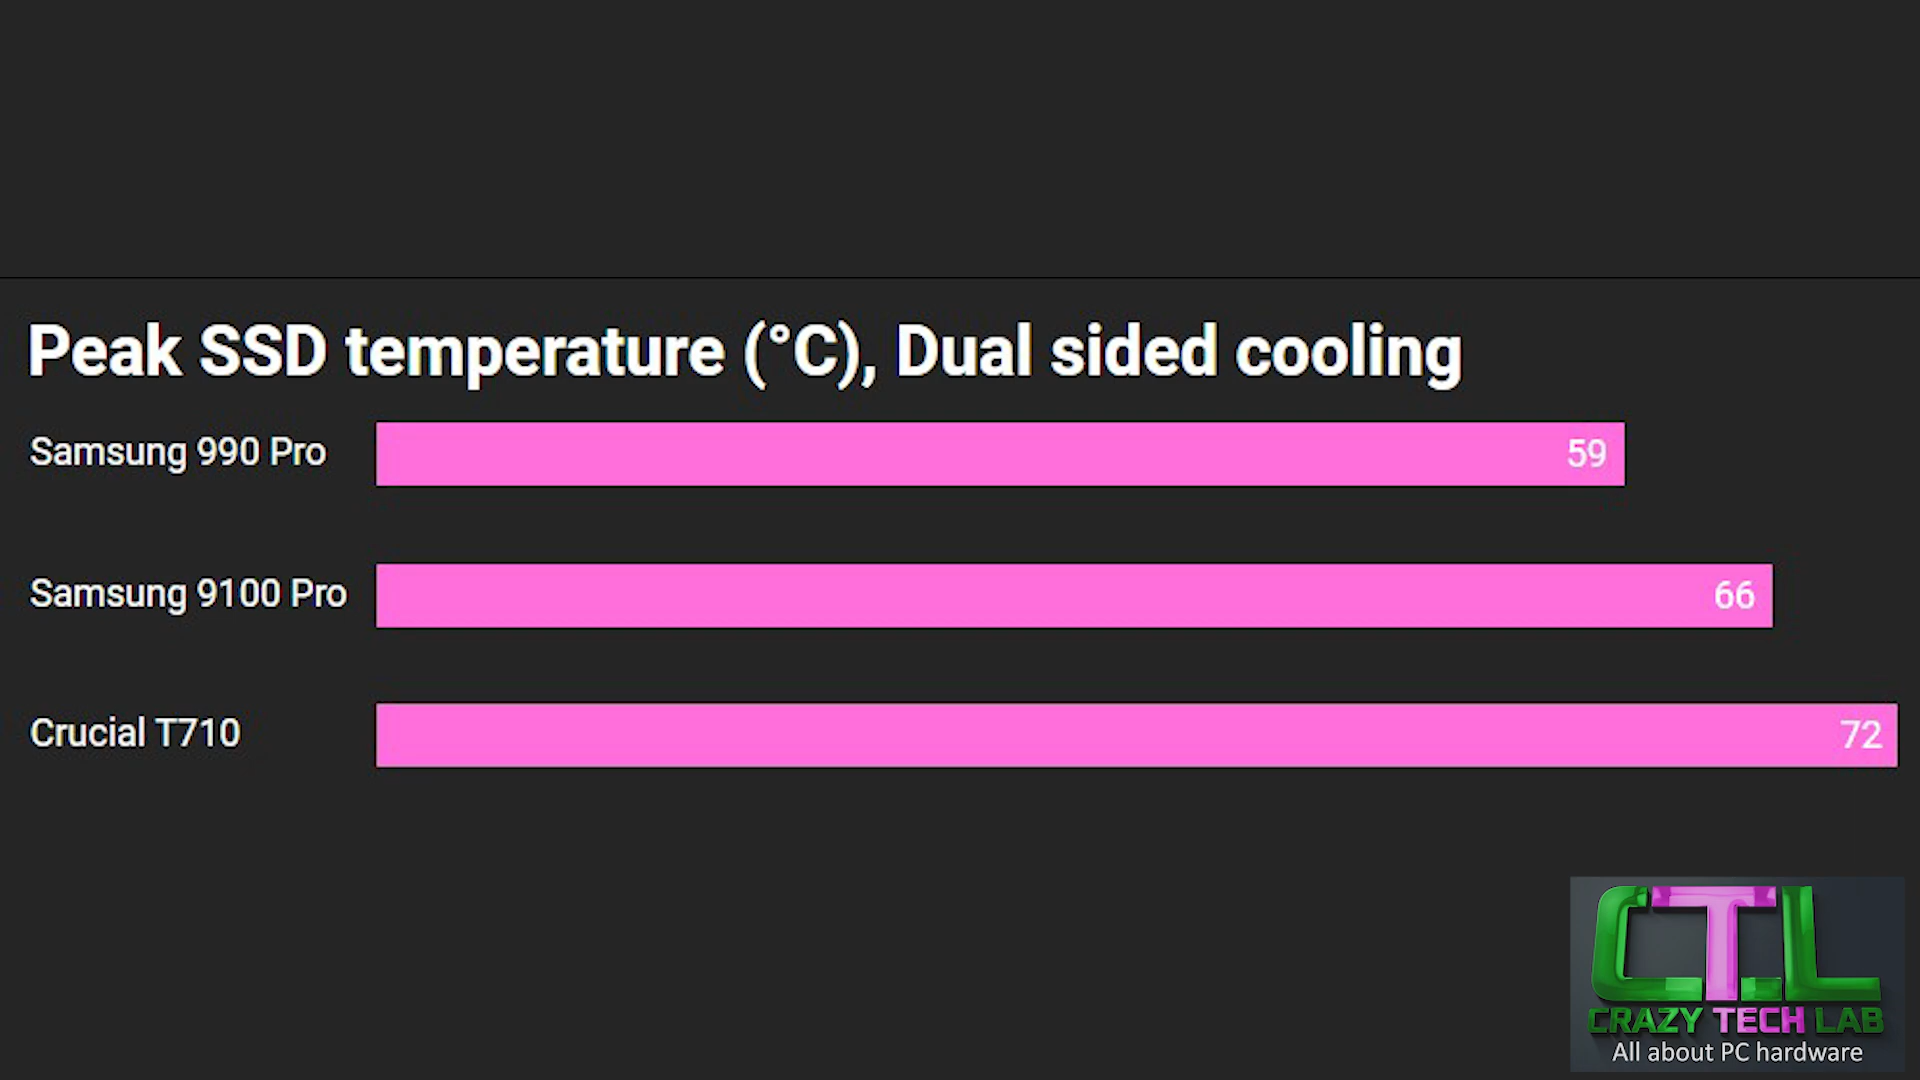 Peak SSD temperature (°C), Dual sided cooling
Samsung 990 Pro 59
Samsung 9100 Pro 66
Crucial T710 72
CTL
CRAZY TECH LAB
All about PC hardware